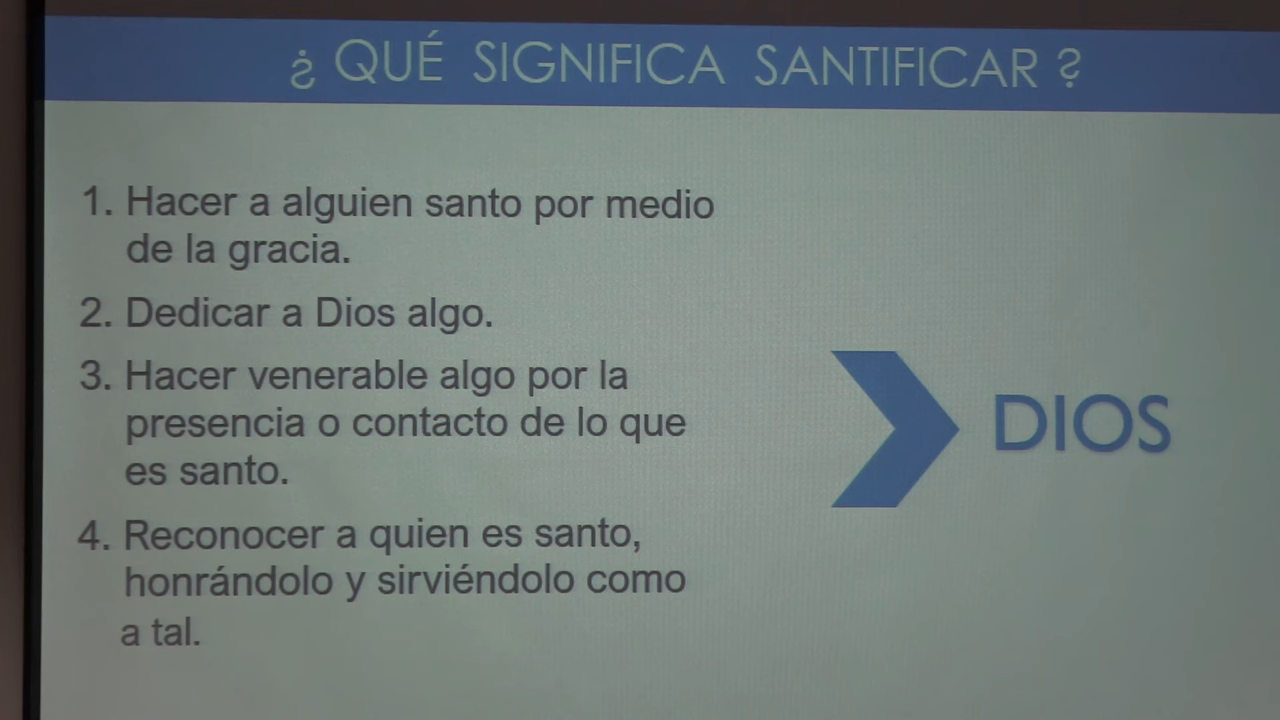 ¿ QUÉ SIGNIFICA SANTIFICAR ?
1. Hacer a alguien santo por medio
de la gracia.
2. Dedicar a Dios algo.
3. Hacer venerable algo por la
presencia o contacto de lo que
es santo.
4. Reconocer a quien es santo,
honrándolo y sirviéndolo como
a tal.
DIOS